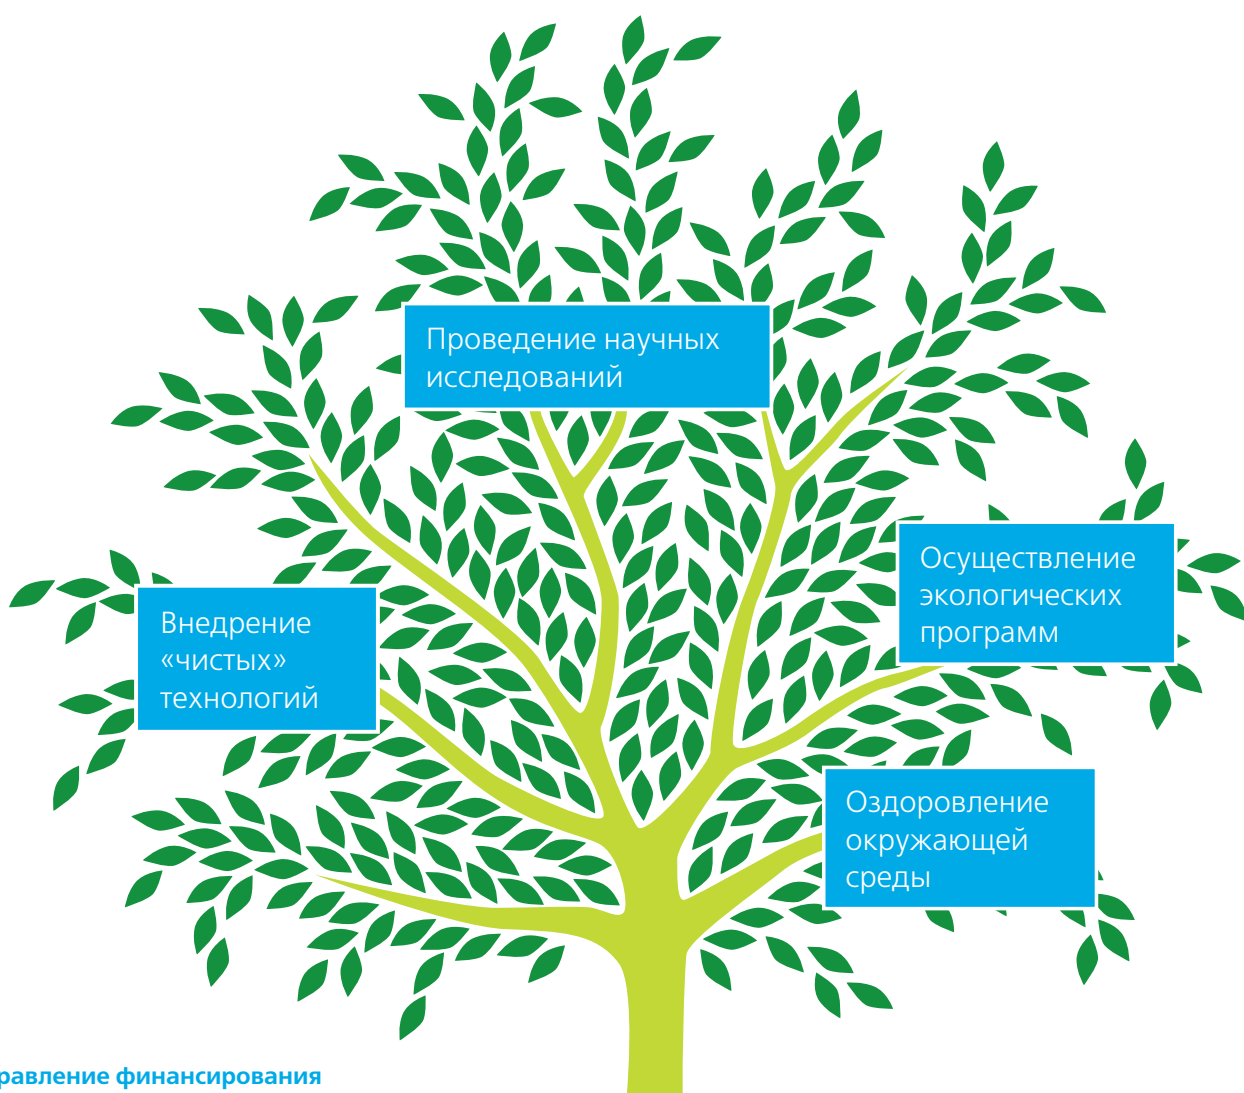 Проведение научных
исследований
Осуществление
экологических
программ
Внедрение
«чистых»
технологий
Оздоровление
окружающей
среды
равление финансирования